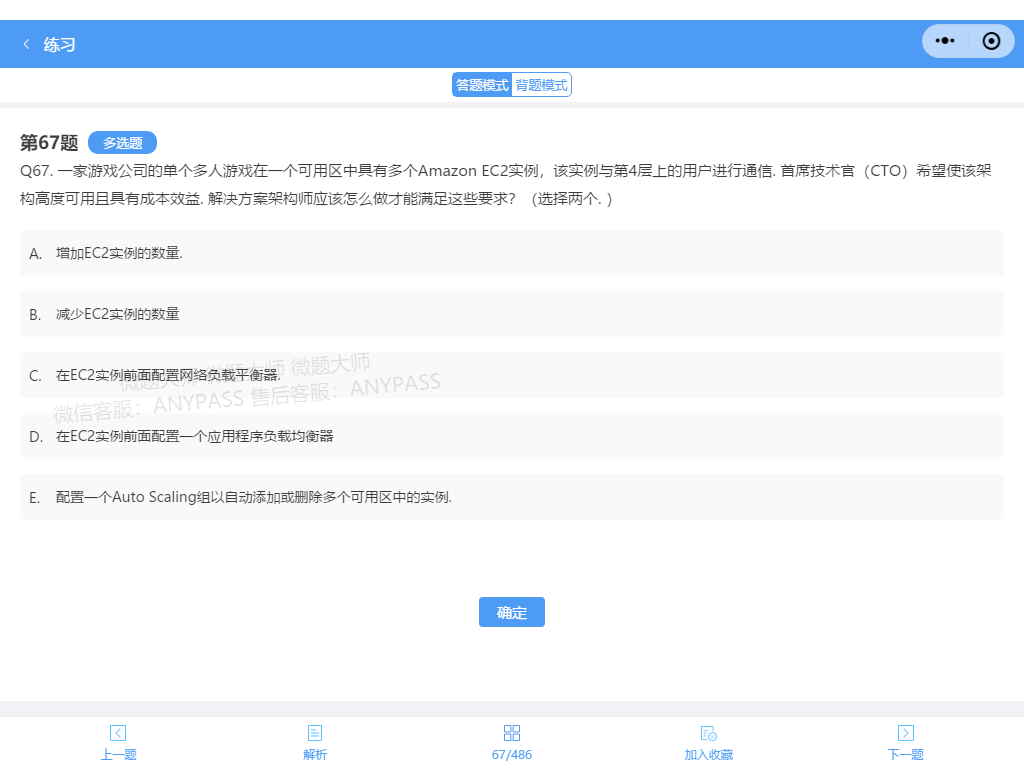 练习
答题模式 背题模式
第67题 多选题
Q67. 一家游戏公司的单个多人游戏在一个可用区中具有多个Amazon EC2实例，该实例与第4层上的用户进行通信. 首席技术官（CTO）希望使该架
构高度可用且具有成本效益. 解决方案架构师应该怎么做才能满足这些要求？（选择两个. ）
A. 增加EC2实例的数量.
B. 减少EC2实例的数量
C. 在EC2实例前面配置网络负载平衡器.
微题大师 微题大师 微题大师
微信客服：ANYPASS 售后客服：ANYPASS
D. 在EC2实例前面配置一个应用程序负载均衡器
E. 配置一个Auto Scaling组以自动添加或删除多个可用区中的实例.
确定
上一题 解析 67/486 加入收藏 下一题